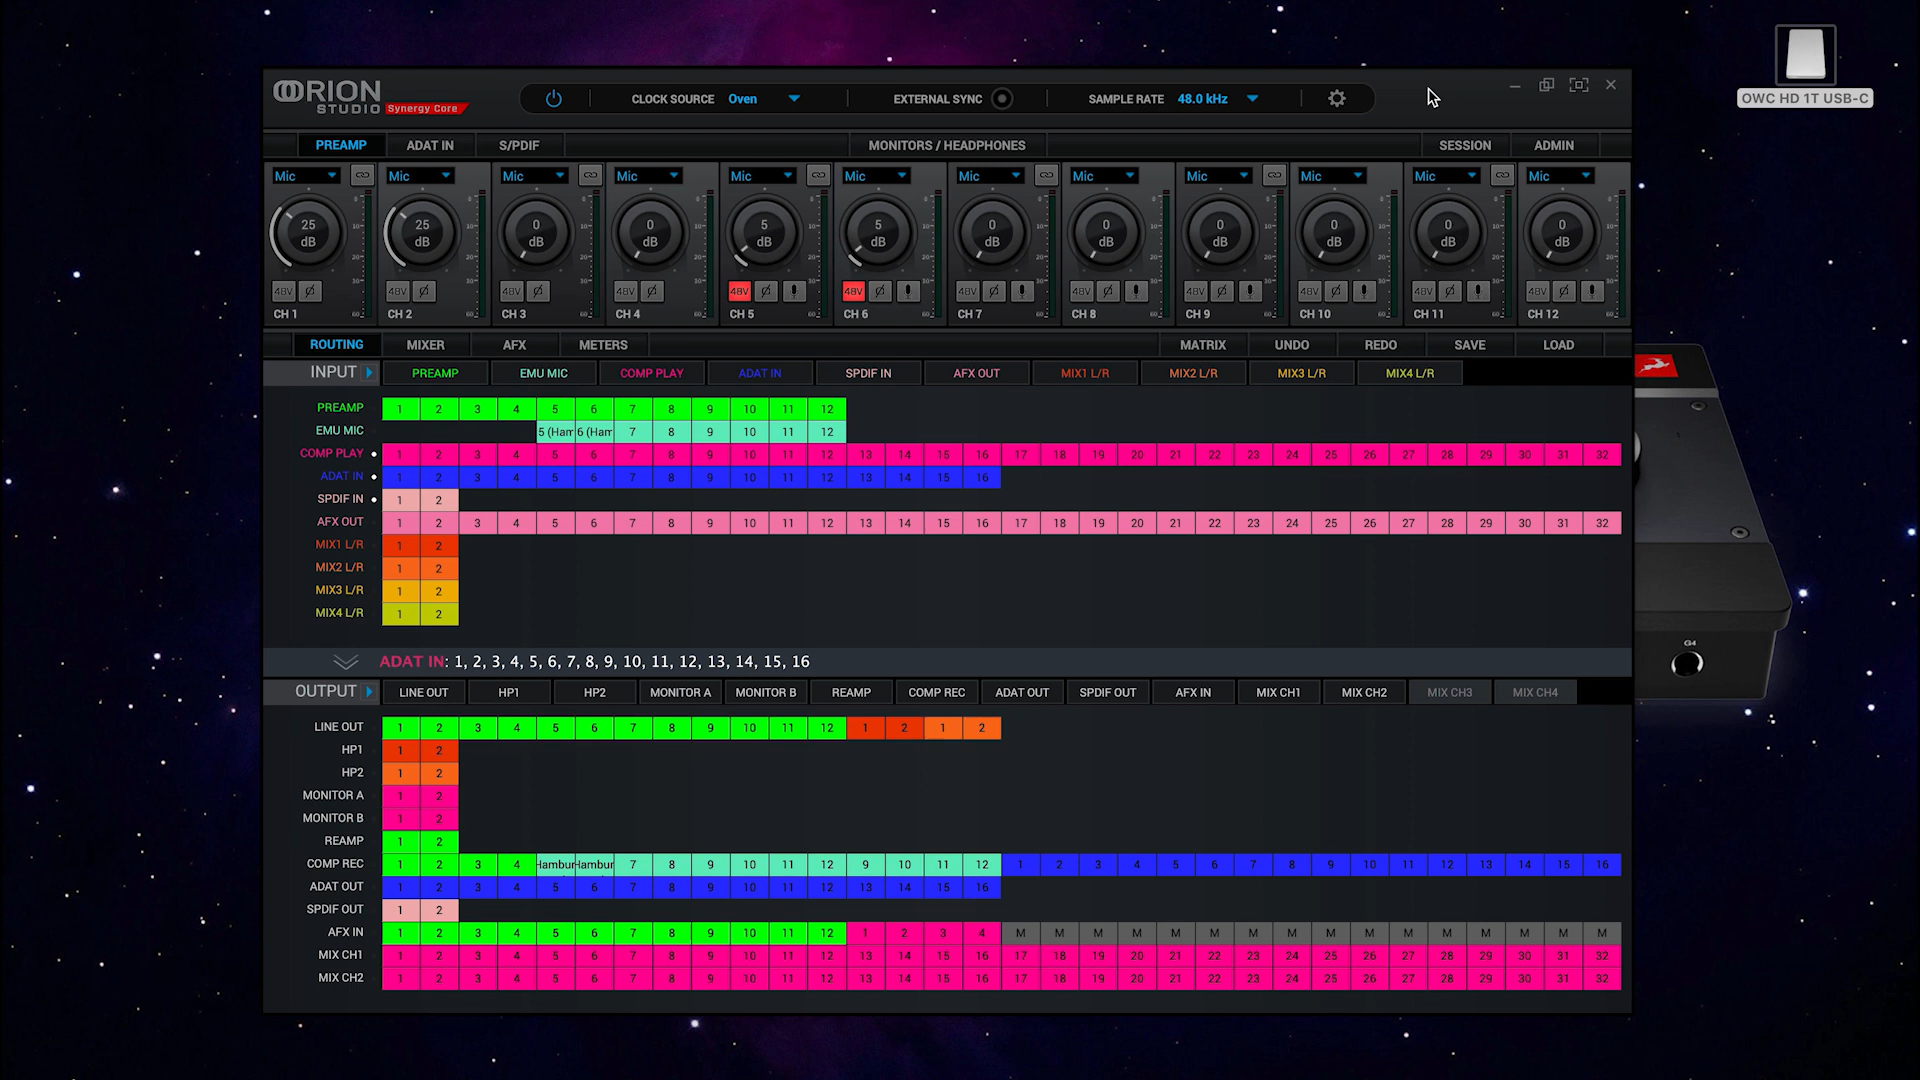 OWC HD 1T USB-C
ORION STUDIO Synergy Core
CLOCK SOURCE Oven EXTERNAL SYNC SAMPLE RATE 48.0 kHz
PREAMP ADAT IN S/PDIF MONITORS / HEADPHONES SESSION ADMIN
Mic Mic Mic Mic Mic Mic Mic Mic Mic Mic Mic Mic
25 25 0 0 5 5 0 0 0 0 0 0
dB dB dB dB dB dB dB dB dB dB dB dB
48V 48V 48V 48V 48V 48V 48V 48V 48V 48V 48V 48V
CH 1 CH 2 CH 3 CH 4 CH 5 CH 6 CH 7 CH 8 CH 9 CH 10 CH 11 CH 12
ROUTING MIXER AFX METERS MATRIX UNDO REDO SAVE LOAD
INPUT PREAMP EMU MIC COMP PLAY ADAT IN SPDIF IN AFX OUT MIX1 L/R MIX2 L/R MIX3 L/R MIX4 L/R
PREAMP 1 2 3 4 5 6 7 8 9 10 11 12
EMU MIC 5 (Ham 6 (Ham 7 8 9 10 11 12
COMP PLAY 1 2 3 4 5 6 7 8 9 10 11 12 13 14 15 16 17 18 19 20 21 22 23 24 25 26 27 28 29 30 31 32
ADAT IN 1 2 3 4 5 6 7 8 9 10 11 12 13 14 15 16
SPDIF IN 1 2
AFX OUT 1 2 3 4 5 6 7 8 9 10 11 12 13 14 15 16 17 18 19 20 21 22 23 24 25 26 27 28 29 30 31 32
MIX1 L/R 1 2
MIX2 L/R 1 2
MIX3 L/R 1 2
MIX4 L/R 1 2
G4
ADAT IN: 1, 2, 3, 4, 5, 6, 7, 8, 9, 10, 11, 12, 13, 14, 15, 16
OUTPUT LINE OUT HP1 HP2 MONITOR A MONITOR B REAMP COMP REC ADAT OUT SPDIF OUT AFX IN MIX CH1 MIX CH2 MIX CH3 MIX CH4
LINE OUT 1 2 3 4 5 6 7 8 9 10 11 12 1 2 1 2
HP1 1 2
HP2 1 2
MONITOR A 1 2
MONITOR B 1 2
REAMP 1 2
COMP REC 1 2 3 4 Hambur Hambur 7 8 9 10 11 12 9 10 11 12 1 2 3 4 5 6 7 8 9 10 11 12 13 14 15 16
ADAT OUT 1 2 3 4 5 6 7 8 9 10 11 12 13 14 15 16
SPDIF OUT 1 2
AFX IN 1 2 3 4 5 6 7 8 9 10 11 12 1 2 3 4 M M M M M M M M M M M M M M M M
MIX CH1 1 2 3 4 5 6 7 8 9 10 11 12 13 14 15 16 17 18 19 20 21 22 23 24 25 26 27 28 29 30 31 32
MIX CH2 1 2 3 4 5 6 7 8 9 10 11 12 13 14 15 16 17 18 19 20 21 22 23 24 25 26 27 28 29 30 31 32